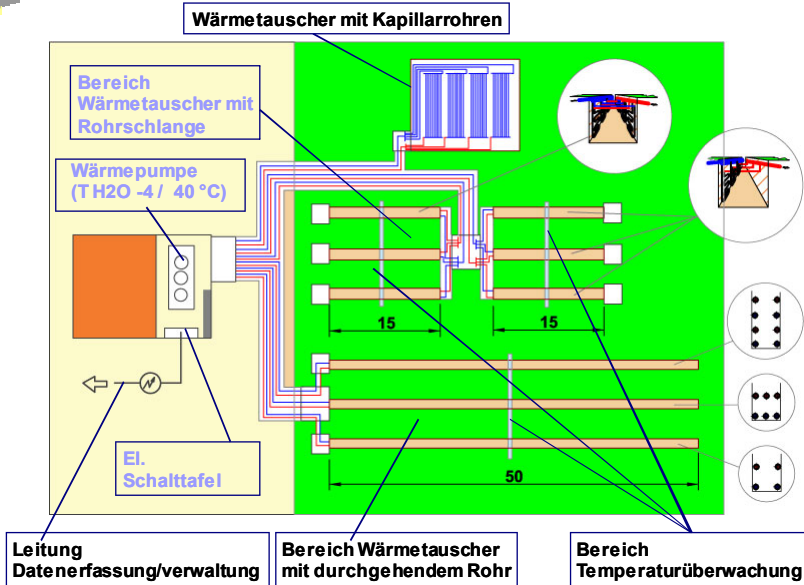 Wärmetauscher mit Kapillarrohren
Bereich
Wärmetauscher mit
Rohrschlange
Wärmepumpe
(T H2O -4 / 40 °C)
15
15
50
El.
Schalttafel
Leitung
Datenerfassung/verwaltung
Bereich Wärmetauscher
mit durchgehendem Rohr
Bereich
Temperaturüberwachung